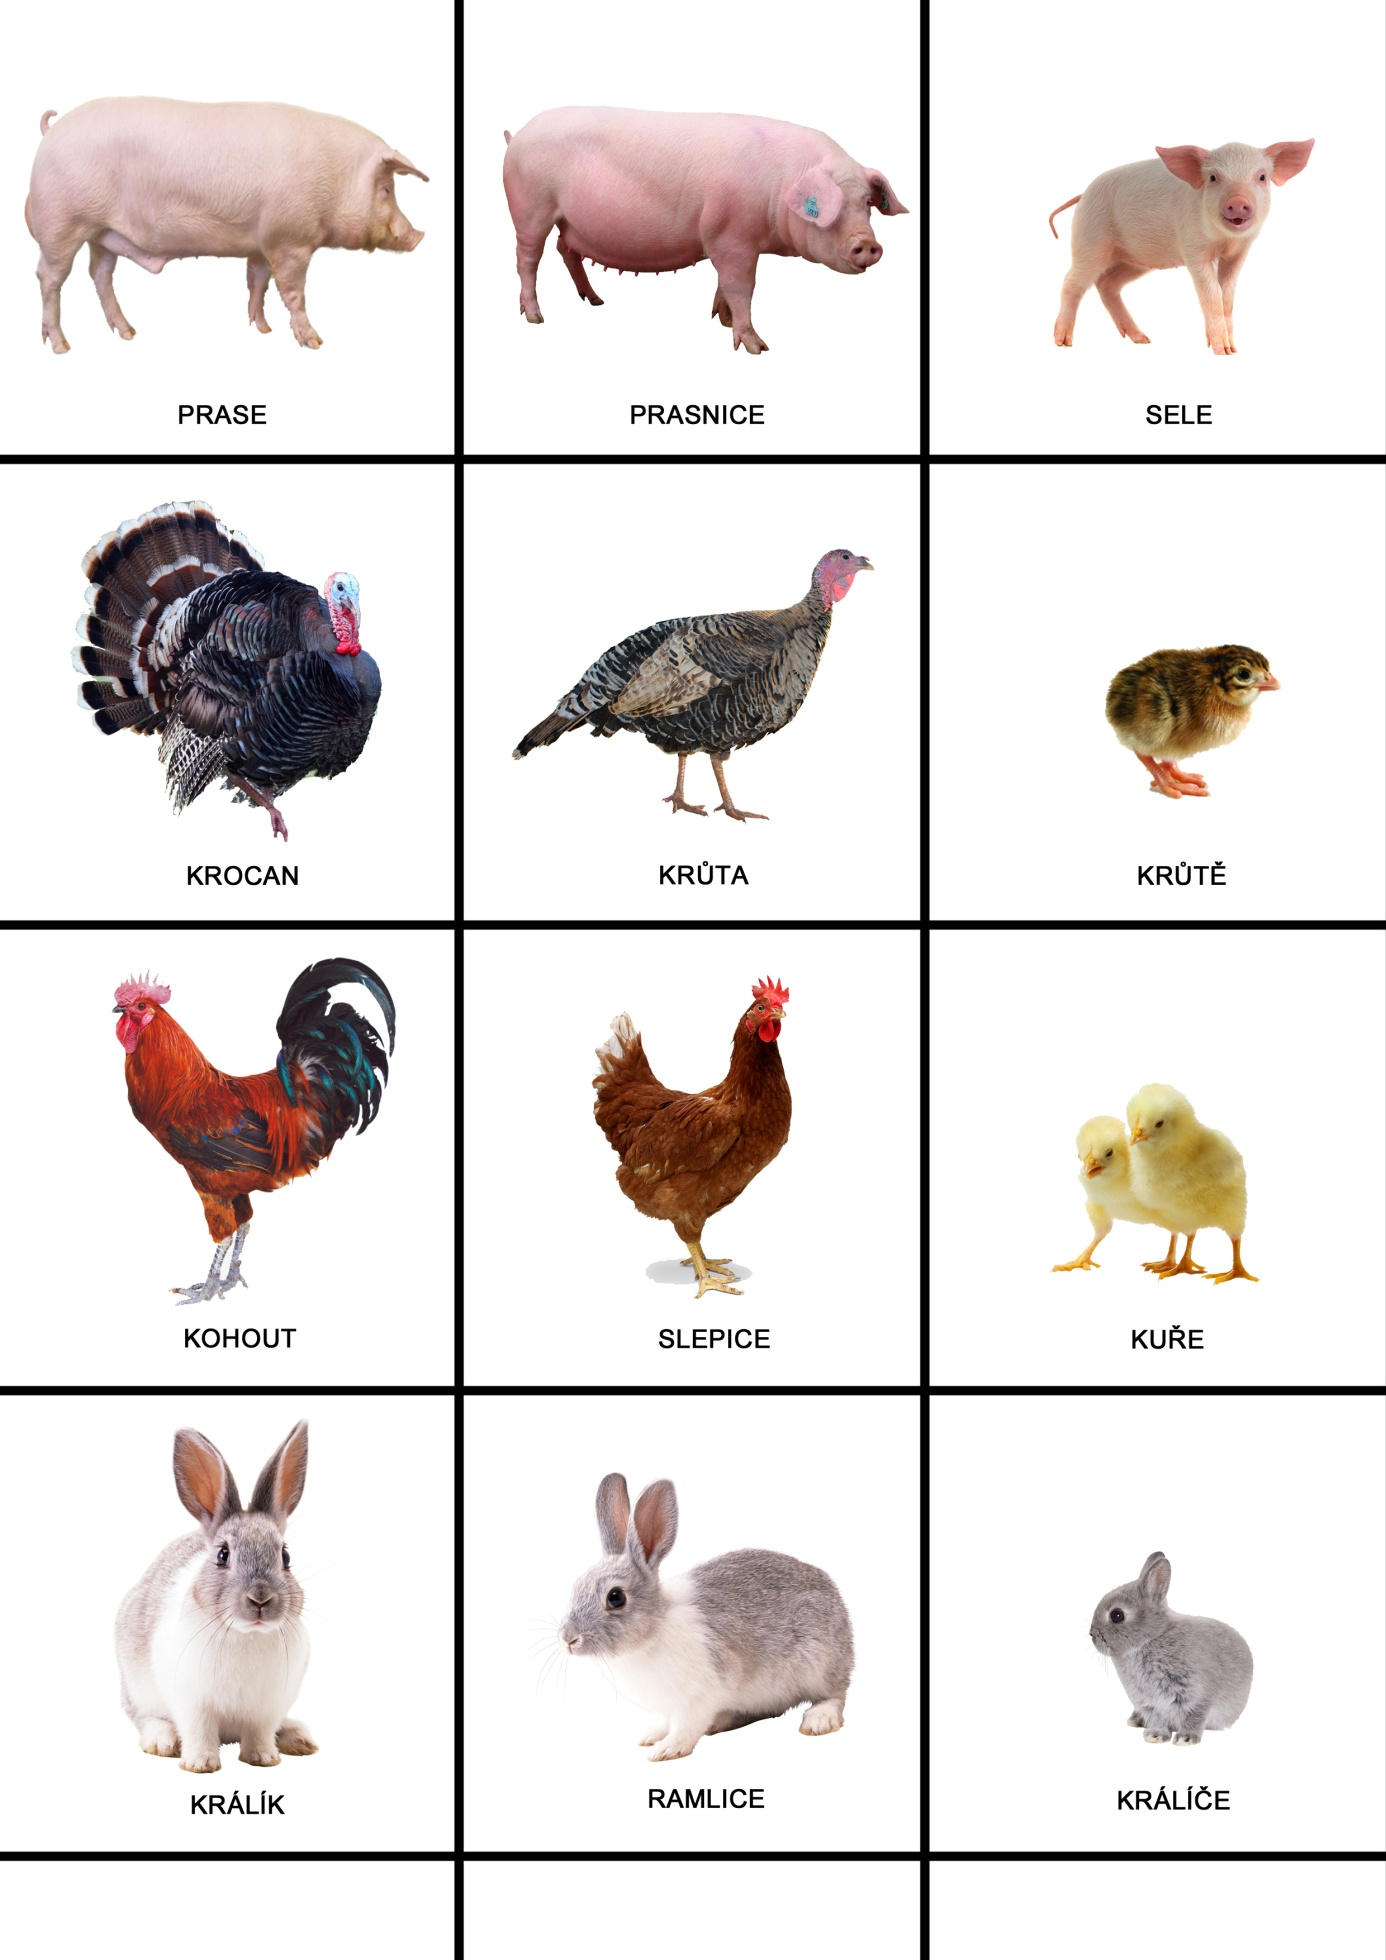 PRASE
PRASNICE
SELE
KROCAN
KRŮTA
KRŮTĚ
KOHOUT
SLEPICE
KUŘE
KRÁLÍK
RAMLICE
KRÁLÍČE